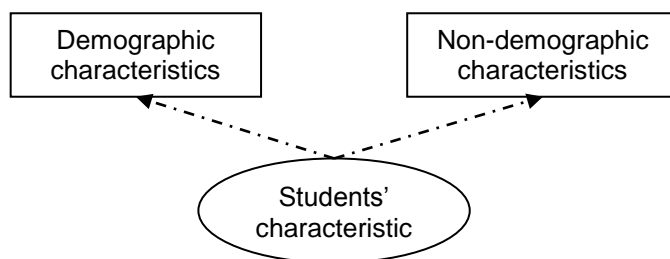 Demographic
characteristics
Non-demographic
characteristics
Students’
characteristic